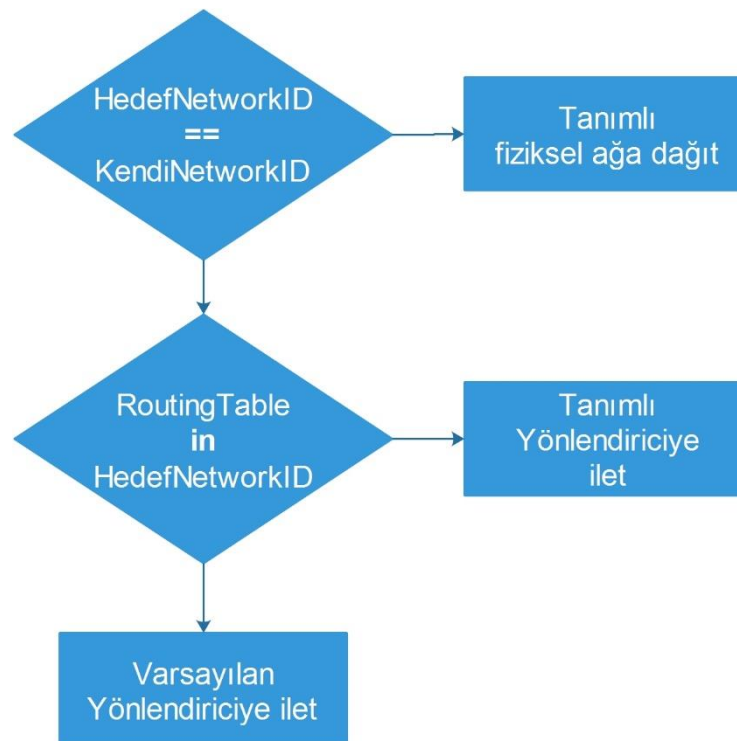 HedefNetworkID
==
KendiNetworkID
Tanımlı
fiziksel ağa dağıt
RoutingTable
in
HedefNetworkID
Tanımlı
Yönlendiriciye
ilet
Varsayılan
Yönlendiriciye ilet